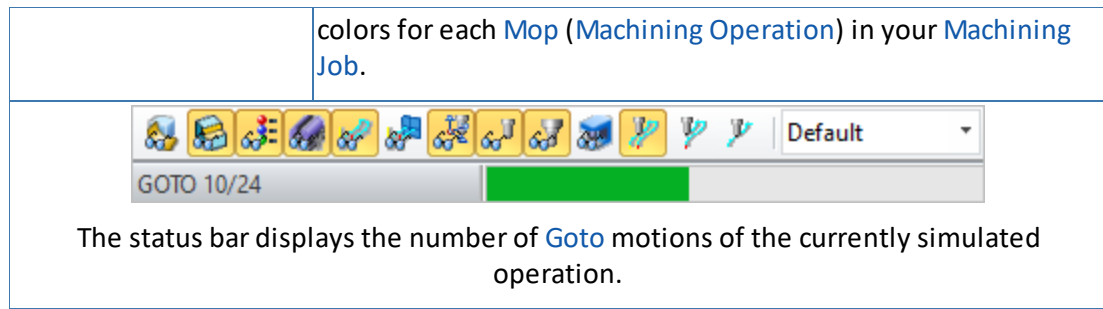 colors for each Mop (Machining Operation) in your Machining
Job.
Default
GOTO 10/24
The status bar displays the number of Goto motions of the currently simulated
operation.